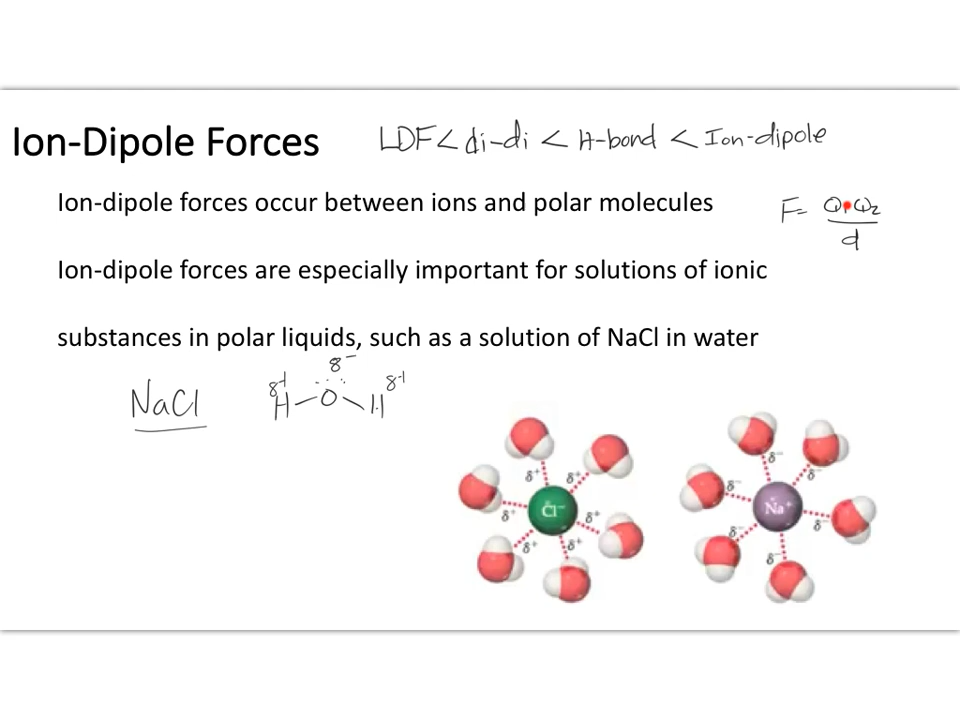 Ion-Dipole Forces LDF < di-di < H-bond < Ion-dipole
Ion-dipole forces occur between ions and polar molecules
F= Q₁Q₂
d
Ion-dipole forces are especially important for solutions of ionic
substances in polar liquids, such as a solution of NaCl in water
δ−
δ+ δ+
NaCl H–O–H
δ⁺ δ⁺ δ⁺ Cl⁻ δ⁺ δ⁺ δ⁺
δ⁻ δ⁻ δ⁻ Na⁺ δ⁻ δ⁻ δ⁻